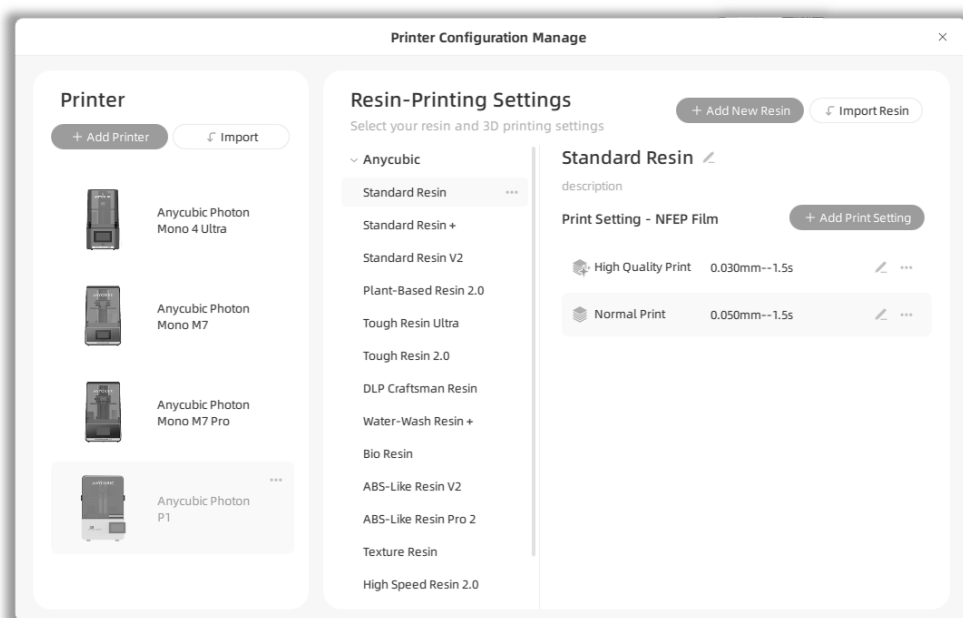 Printer Configuration Manage
Printer
+ Add Printer
Import
Anycubic Photon
Mono 4 Ultra
Anycubic Photon
Mono M7
Anycubic Photon
Mono M7 Pro
Anycubic Photon
P1
Resin-Printing Settings
Select your resin and 3D printing settings
+ Add New Resin
Import Resin
Anycubic
Standard Resin
Standard Resin +
Standard Resin V2
Plant-Based Resin 2.0
Tough Resin Ultra
Tough Resin 2.0
DLP Craftsman Resin
Water-Wash Resin +
Bio Resin
ABS-Like Resin V2
ABS-Like Resin Pro 2
Texture Resin
High Speed Resin 2.0
Standard Resin
description
Print Setting - NFEP Film
+ Add Print Setting
High Quality Print 0.030mm--1.5s
Normal Print 0.050mm--1.5s